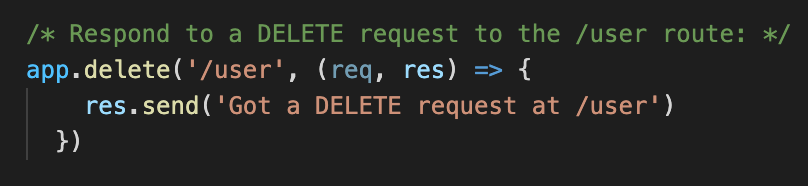 /* Respond to a DELETE request to the /user route: */
app.delete('/user', (req, res) => {
    res.send('Got a DELETE request at /user')
  })